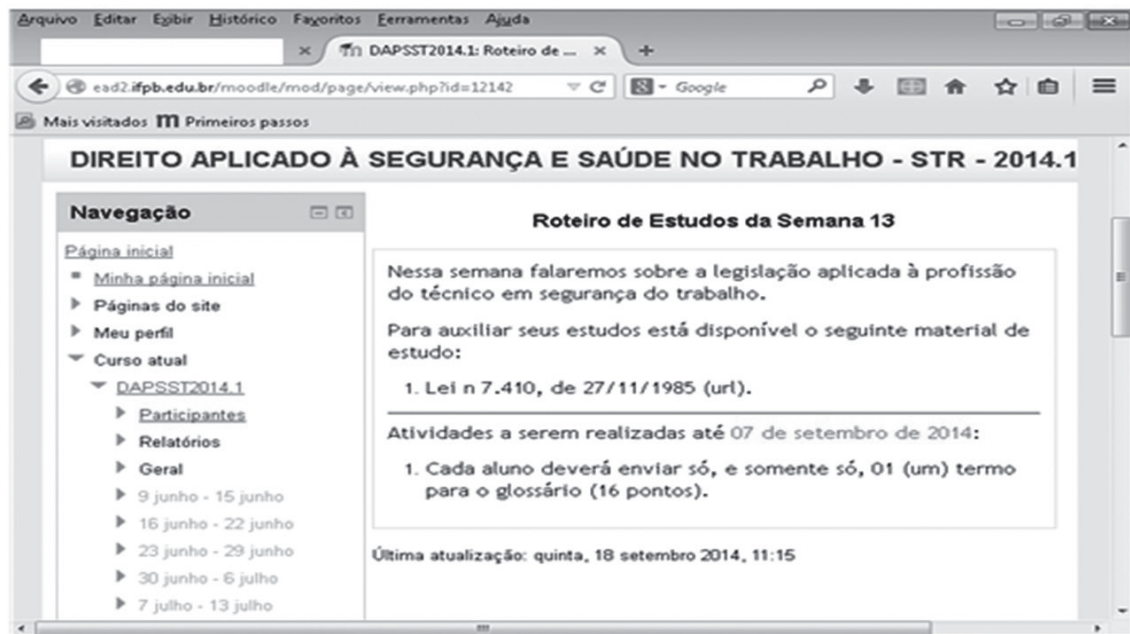 Arquivo Editar Exibir Histórico Favoritos Ferramentas Ajuda
DAPSST2014.1: Roteiro de ...
ead2.ifpb.edu.br/moodle/mod/page/view.php?id=12142
Google
Mais visitados Primeiros passos
DIREITO APLICADO À SEGURANÇA E SAÚDE NO TRABALHO - STR - 2014.1
Navegação
Página inicial
Minha página inicial
Páginas do site
Meu perfil
Curso atual
DAPSST2014.1
Participantes
Relatórios
Geral
9 junho - 15 junho
16 junho - 22 junho
23 junho - 29 junho
30 junho - 6 julho
7 julho - 13 julho
Roteiro de Estudos da Semana 13
Nessa semana falaremos sobre a legislação aplicada à profissão
do técnico em segurança do trabalho.
Para auxiliar seus estudos está disponível o seguinte material de
estudo:
1. Lei n 7.410, de 27/11/1985 (url).
Atividades a serem realizadas até 07 de setembro de 2014:
1. Cada aluno deverá enviar só, e somente só, 01 (um) termo
para o glossário (16 pontos).
Última atualização: quinta, 18 setembro 2014, 11:15